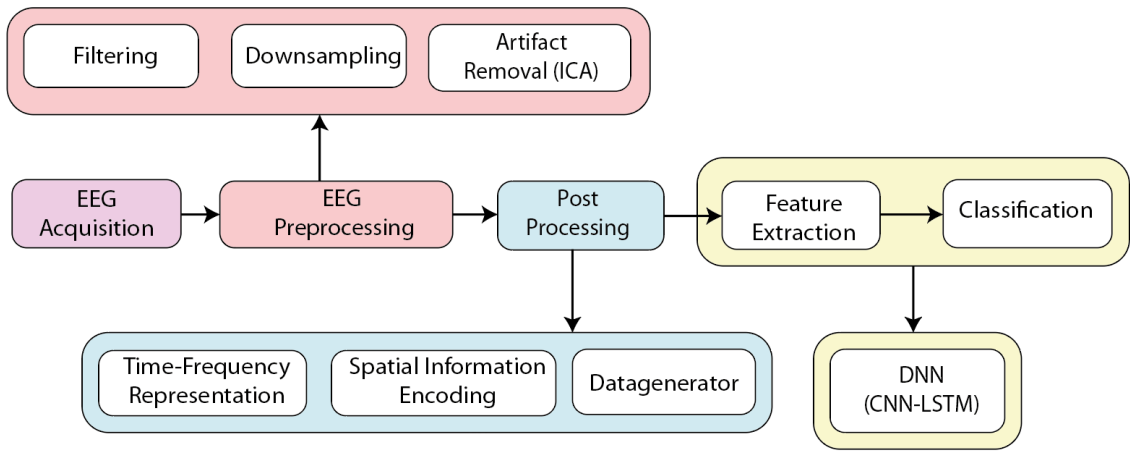 Filtering
Downsampling
Artifact
Removal (ICA)
EEG
Acquisition
EEG
Preprocessing
Post
Processing
Feature
Extraction
Classification
Time-Frequency
Representation
Spatial Information
Encoding
Datagenerator
DNN
(CNN-LSTM)